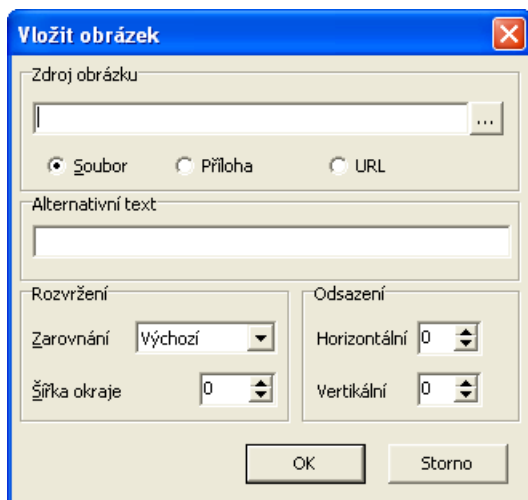 Vložit obrázek
Zdroj obrázku
...
Soubor Příloha URL
Alternativní text
Rozvržení Odsazení
Zarovnání Výchozí Horizontální 0
Šířka okraje 0 Vertikální 0
OK Storno